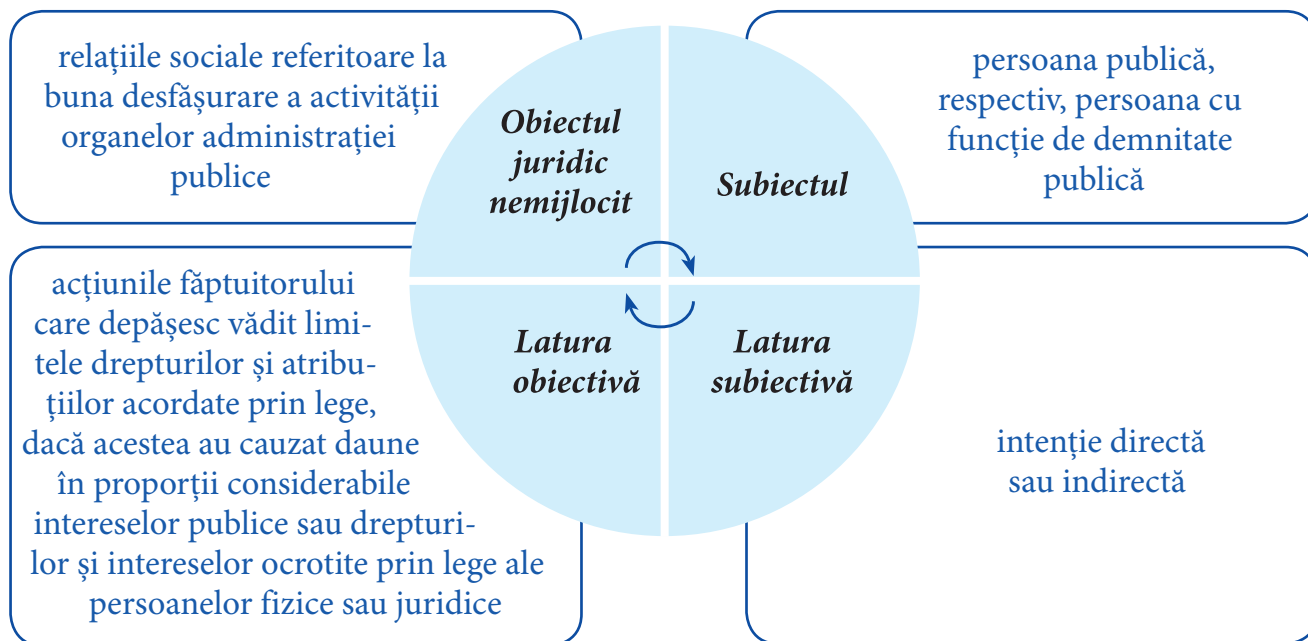 relațiile sociale referitoare la
buna desfășurare a activității
organelor administrației
publice
Obiectul
juridic
nemijlocit
Subiectul
persoana publică,
respectiv, persoana cu
funcție de demnitate
publică
acțiunile făptuitorului
care depășesc vădit limi-
tele drepturilor și atribu-
țiilor acordate prin lege,
dacă acestea au cauzat daune
în proporții considerabile
intereselor publice sau drepturi-
lor și intereselor ocrotite prin lege ale
persoanelor fizice sau juridice
Latura
obiectivă
Latura
subiectivă
intenție directă
sau indirectă